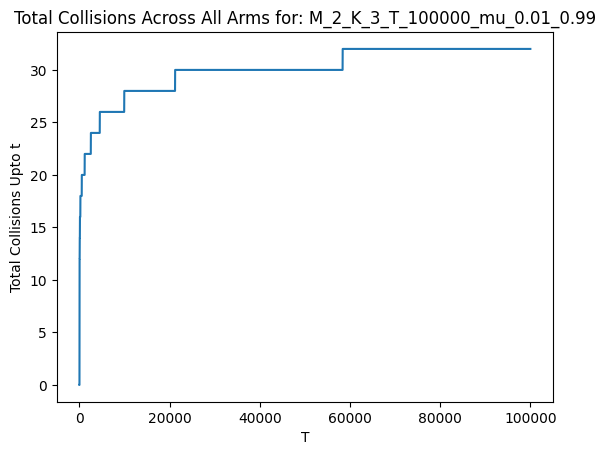 Total Collisions Across All Arms for: M_2_K_3_T_100000_mu_0.01_0.99
Total Collisions Upto t
30
25
20
15
10
5
0
0 20000 40000 60000 80000 100000
T